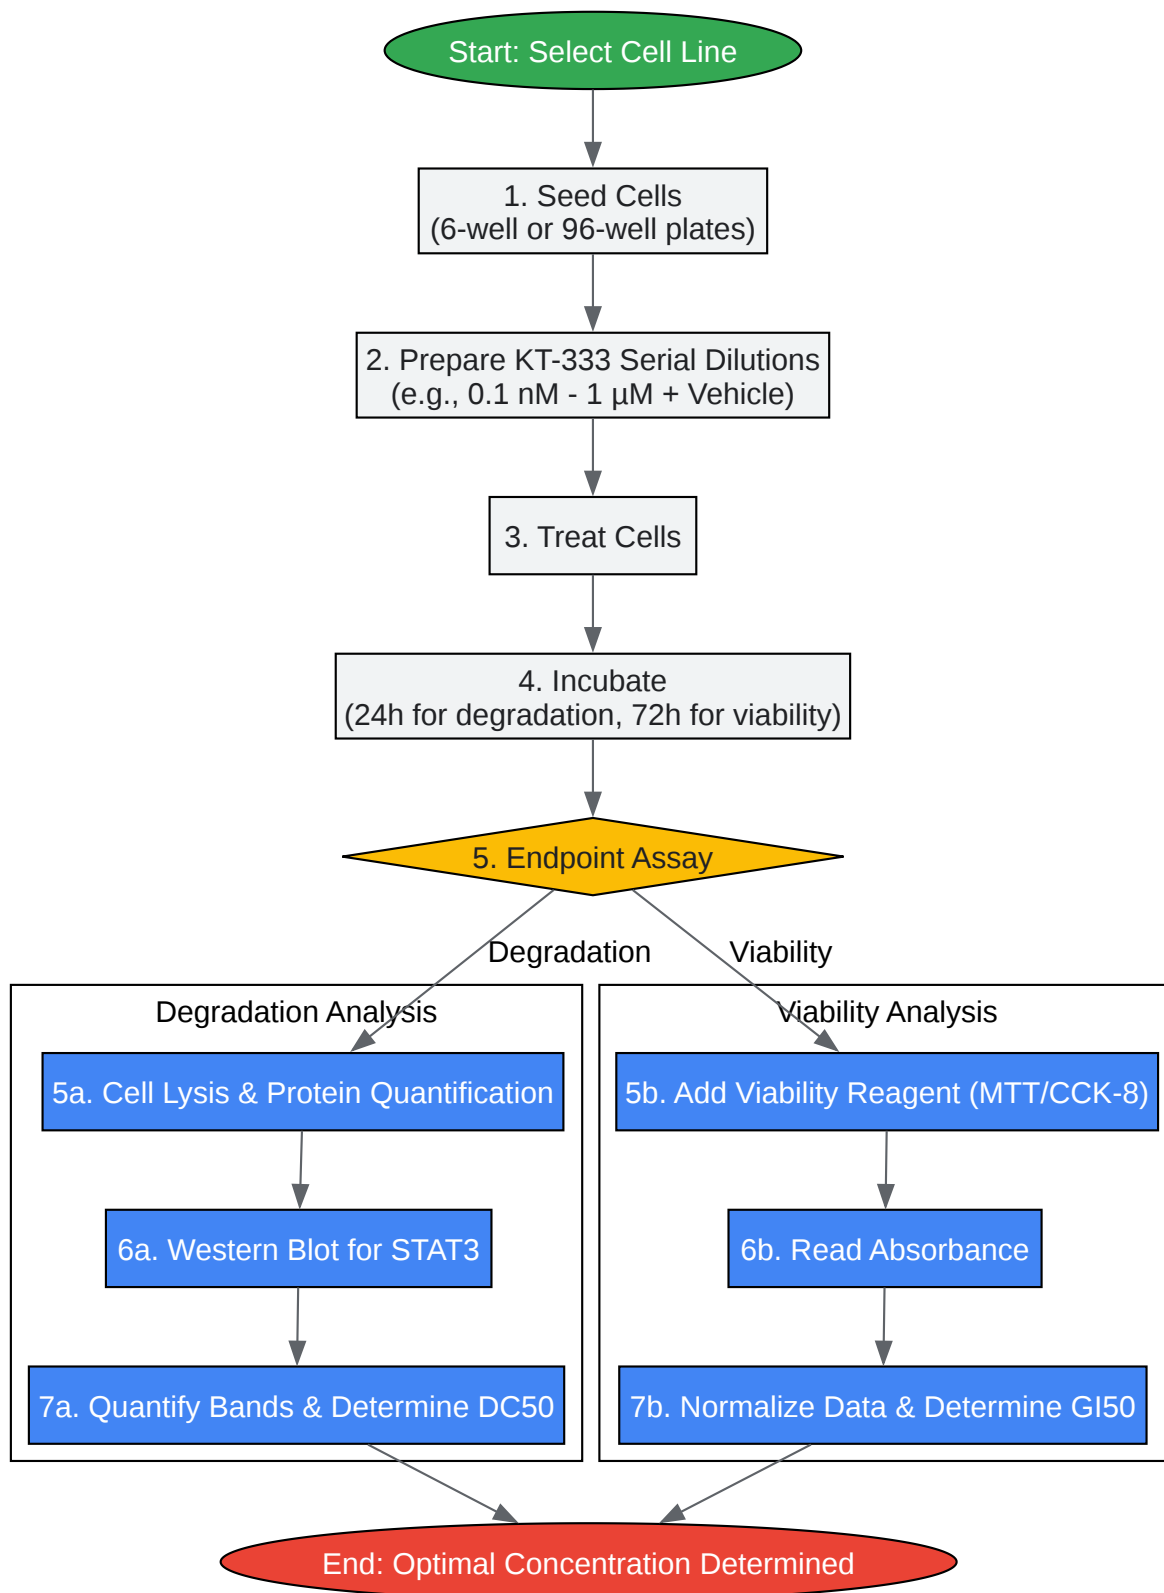 Start: Select Cell Line
1. Seed Cells
(6-well or 96-well plates)
2. Prepare KT-333 Serial Dilutions
(e.g., 0.1 nM - 1 µM + Vehicle)
3. Treat Cells
4. Incubate
(24h for degradation, 72h for viability)
5. Endpoint Assay
Degradation
Viability
Degradation Analysis
5a. Cell Lysis & Protein Quantification
6a. Western Blot for STAT3
7a. Quantify Bands & Determine DC50
Viability Analysis
5b. Add Viability Reagent (MTT/CCK-8)
6b. Read Absorbance
7b. Normalize Data & Determine GI50
End: Optimal Concentration Determined